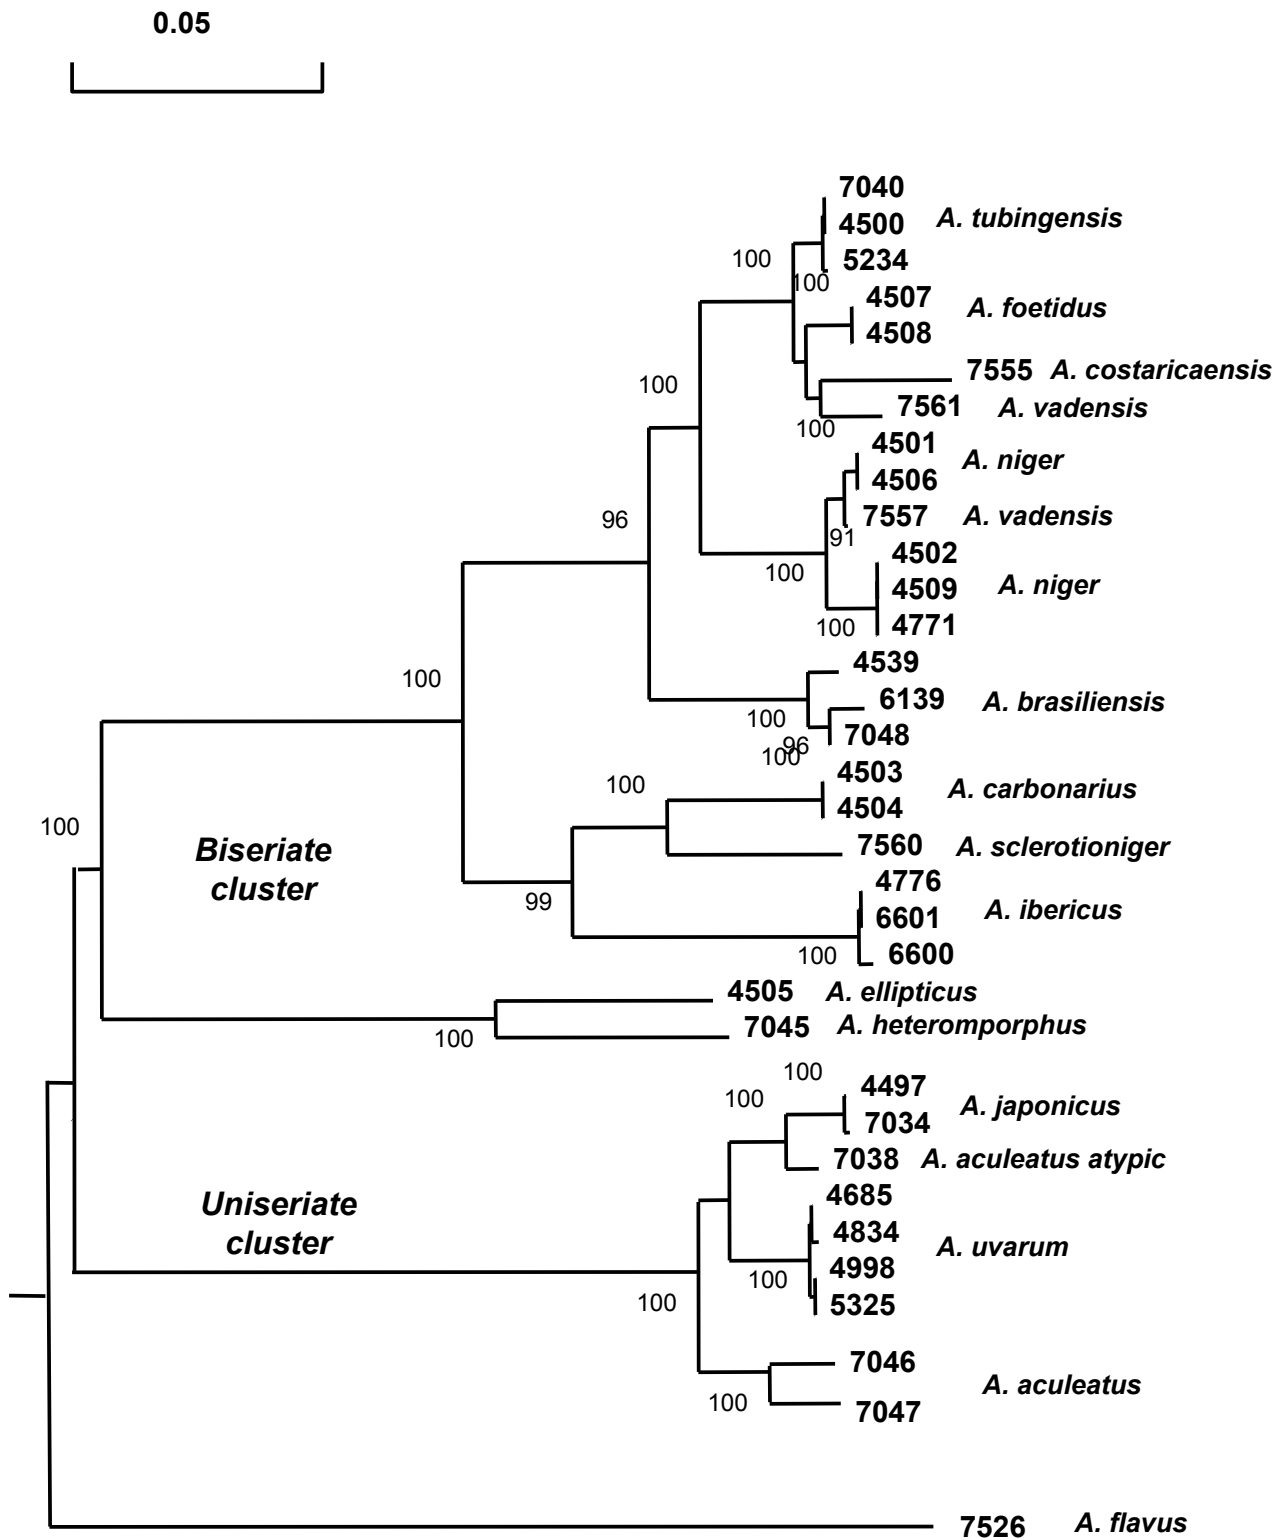 0.05
7040
4500 A. tubingensis
100
5234
100
4507
A. foetidus
4508
7555 A. costaricaensis
100
7561 A. vadensis
100
4501
A. niger
4506
96
7557 A. vadensis
91
4502
100
4509 A. niger
4771
100
4539
100
6139 A. brasiliensis
100
7048
96
100
4503
100
A. carbonarius
4504
100
Biseriate
cluster
7560 A. sclerotioniger
4776
99
6601 A. ibericus
6600
100
4505 A. ellipticus
7045 A. heteromporphus
100
100
4497
100
A. japonicus
7034
7038 A. aculeatus atypic
Uniseriate
cluster
4685
4834
A. uvarum
4998
100
5325
100
7046
A. aculeatus
100
7047
7526 A. flavus